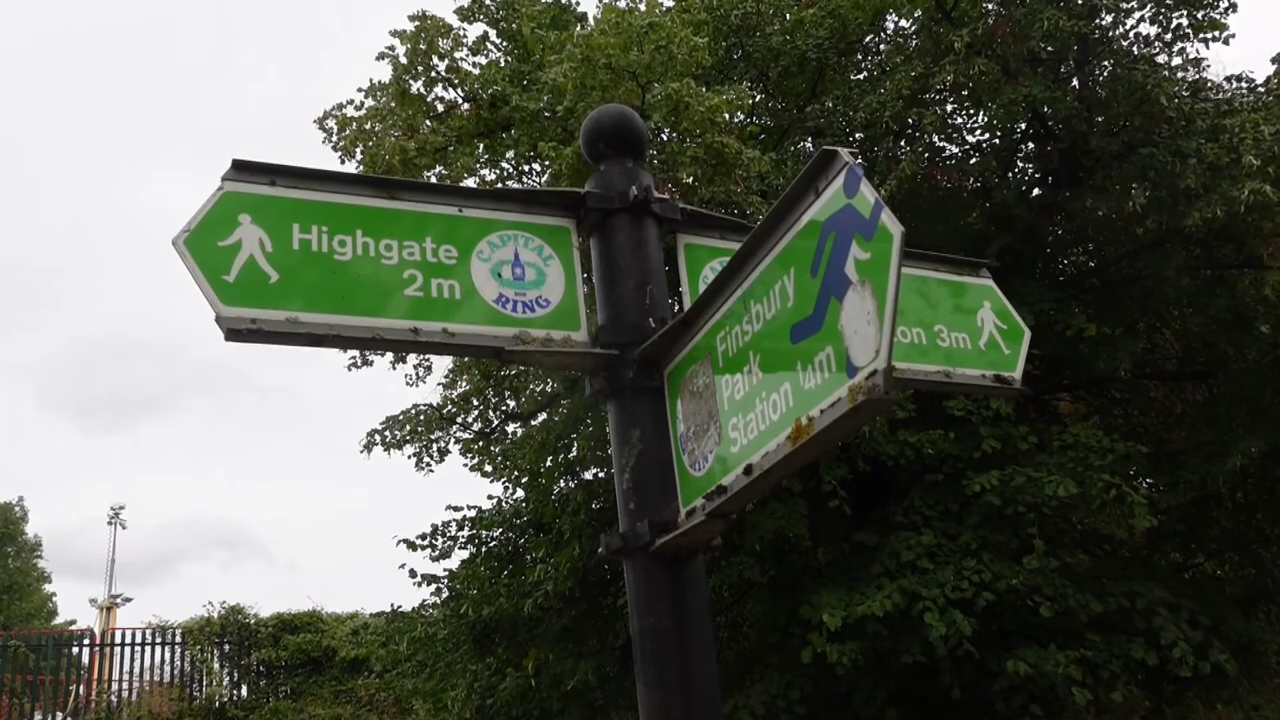 Highgate
2m
CAPITAL
RING
Finsbury
Park
Station ¼m
on 3m